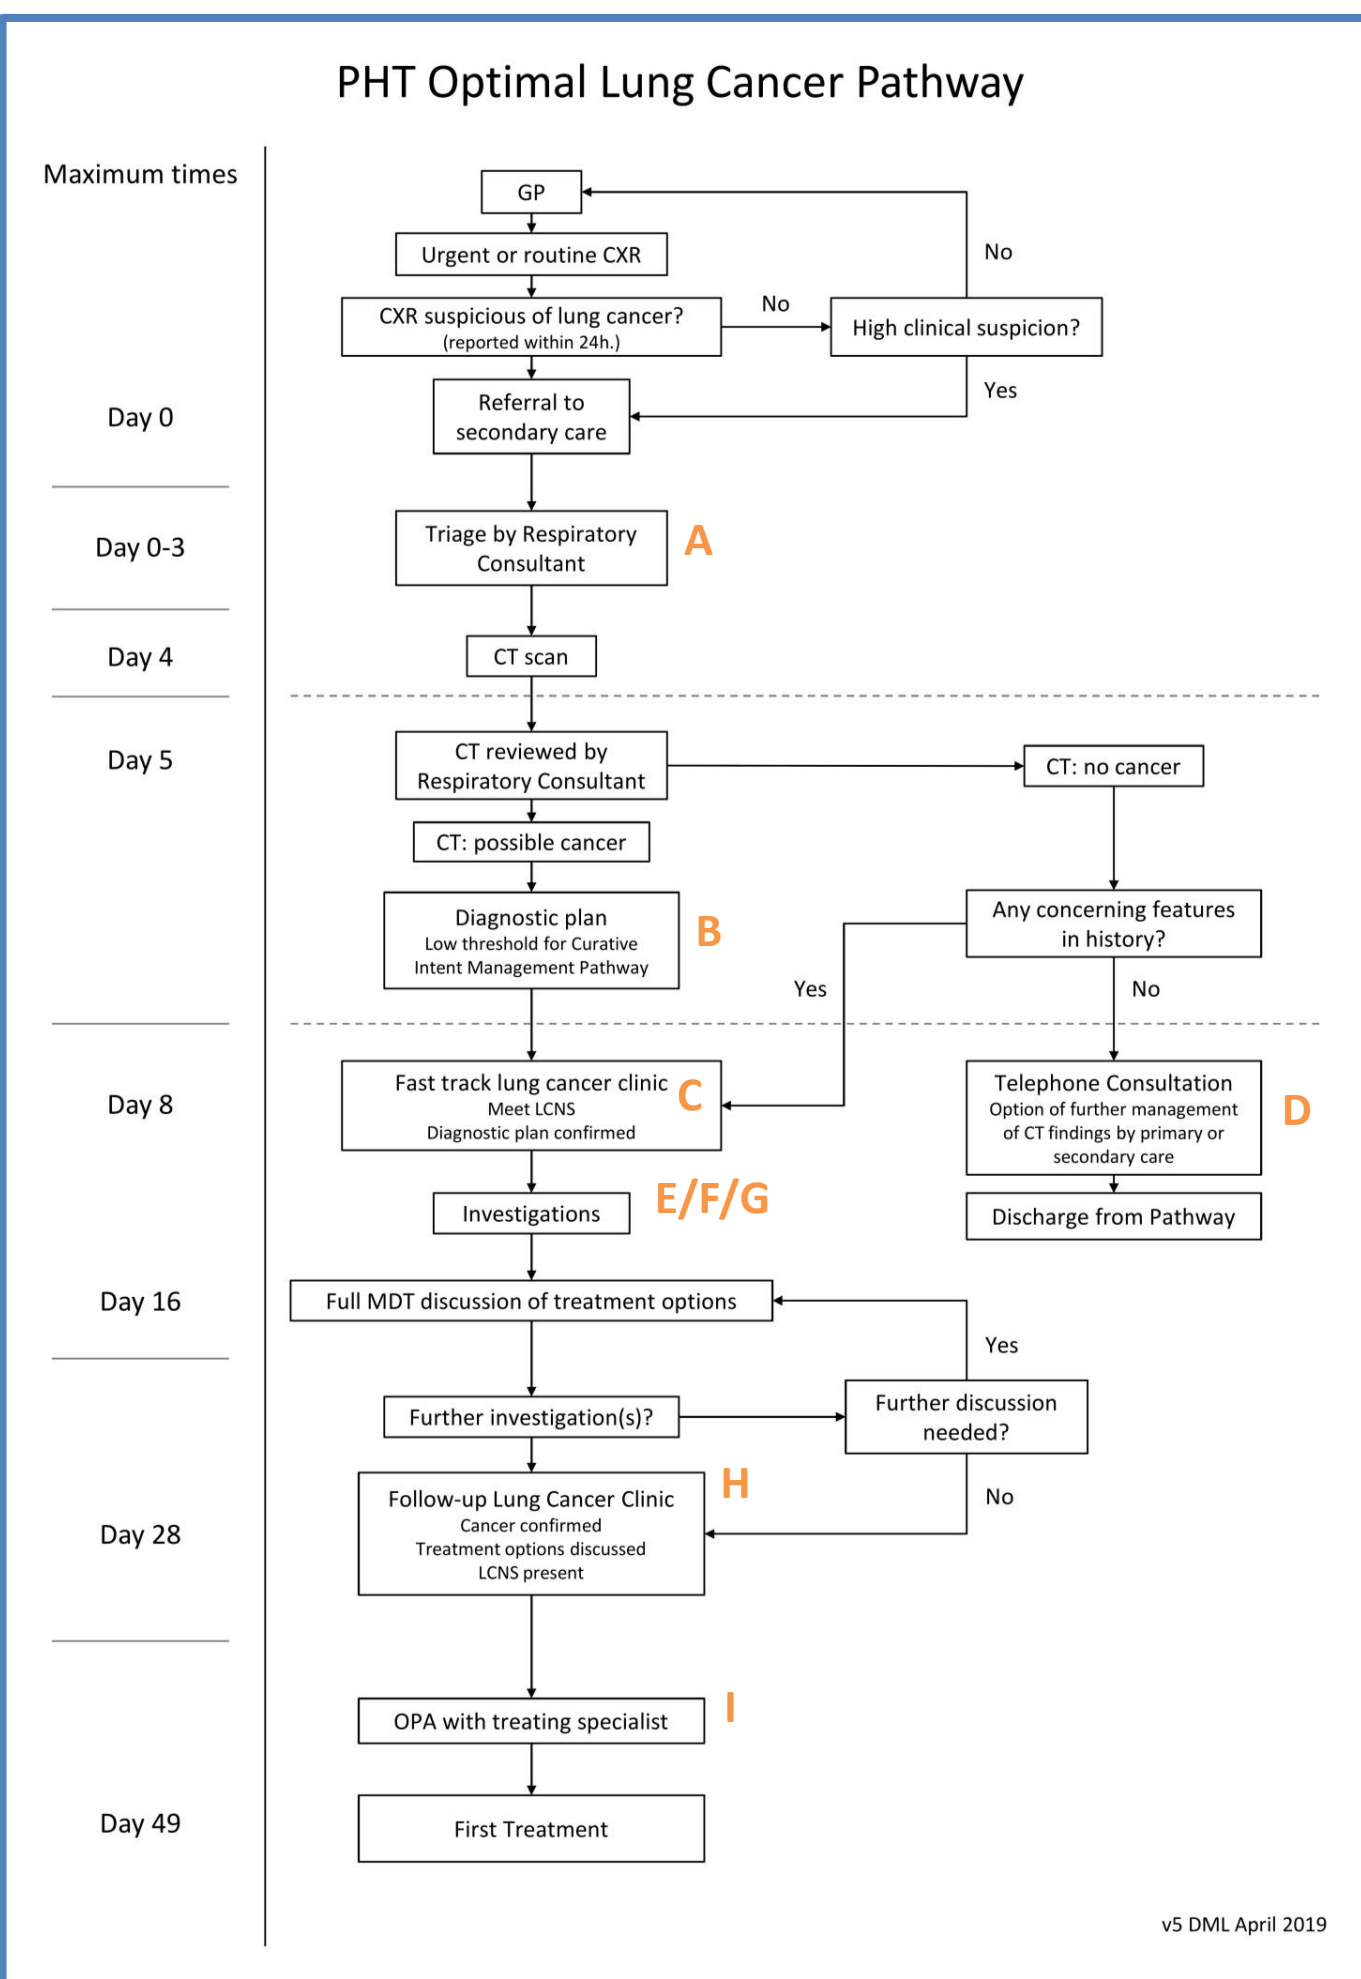 PHT Optimal Lung Cancer Pathway
Maximum times
GP
Urgent or routine CXR
No
CXR suspicious of lung cancer?
(reported within 24h.)
No
High clinical suspicion?
Yes
Day 0
Referral to
secondary care
Day 0-3
Triage by Respiratory
Consultant
A
Day 4
CT scan
Day 5
CT reviewed by
Respiratory Consultant
CT: no cancer
CT: possible cancer
Diagnostic plan
Low threshold for Curative
Intent Management Pathway
B
Any concerning features
in history?
Yes
No
Day 8
Fast track lung cancer clinic
Meet LCNS
Diagnostic plan confirmed
C
Telephone Consultation
Option of further management
of CT findings by primary or
secondary care
D
Investigations
E/F/G
Discharge from Pathway
Day 16
Full MDT discussion of treatment options
Yes
Further investigation(s)?
Further discussion
needed?
No
Day 28
Follow-up Lung Cancer Clinic
Cancer confirmed
Treatment options discussed
LCNS present
H
OPA with treating specialist
I
Day 49
First Treatment
v5 DML April 2019